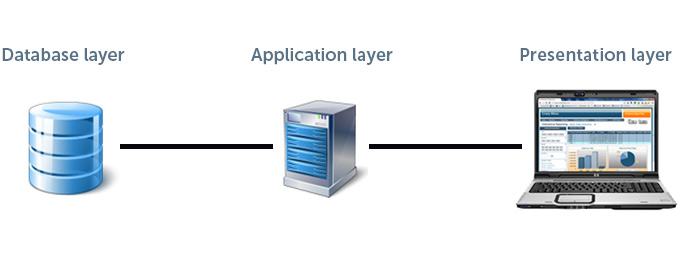 Database layer
Application layer
Presentation layer